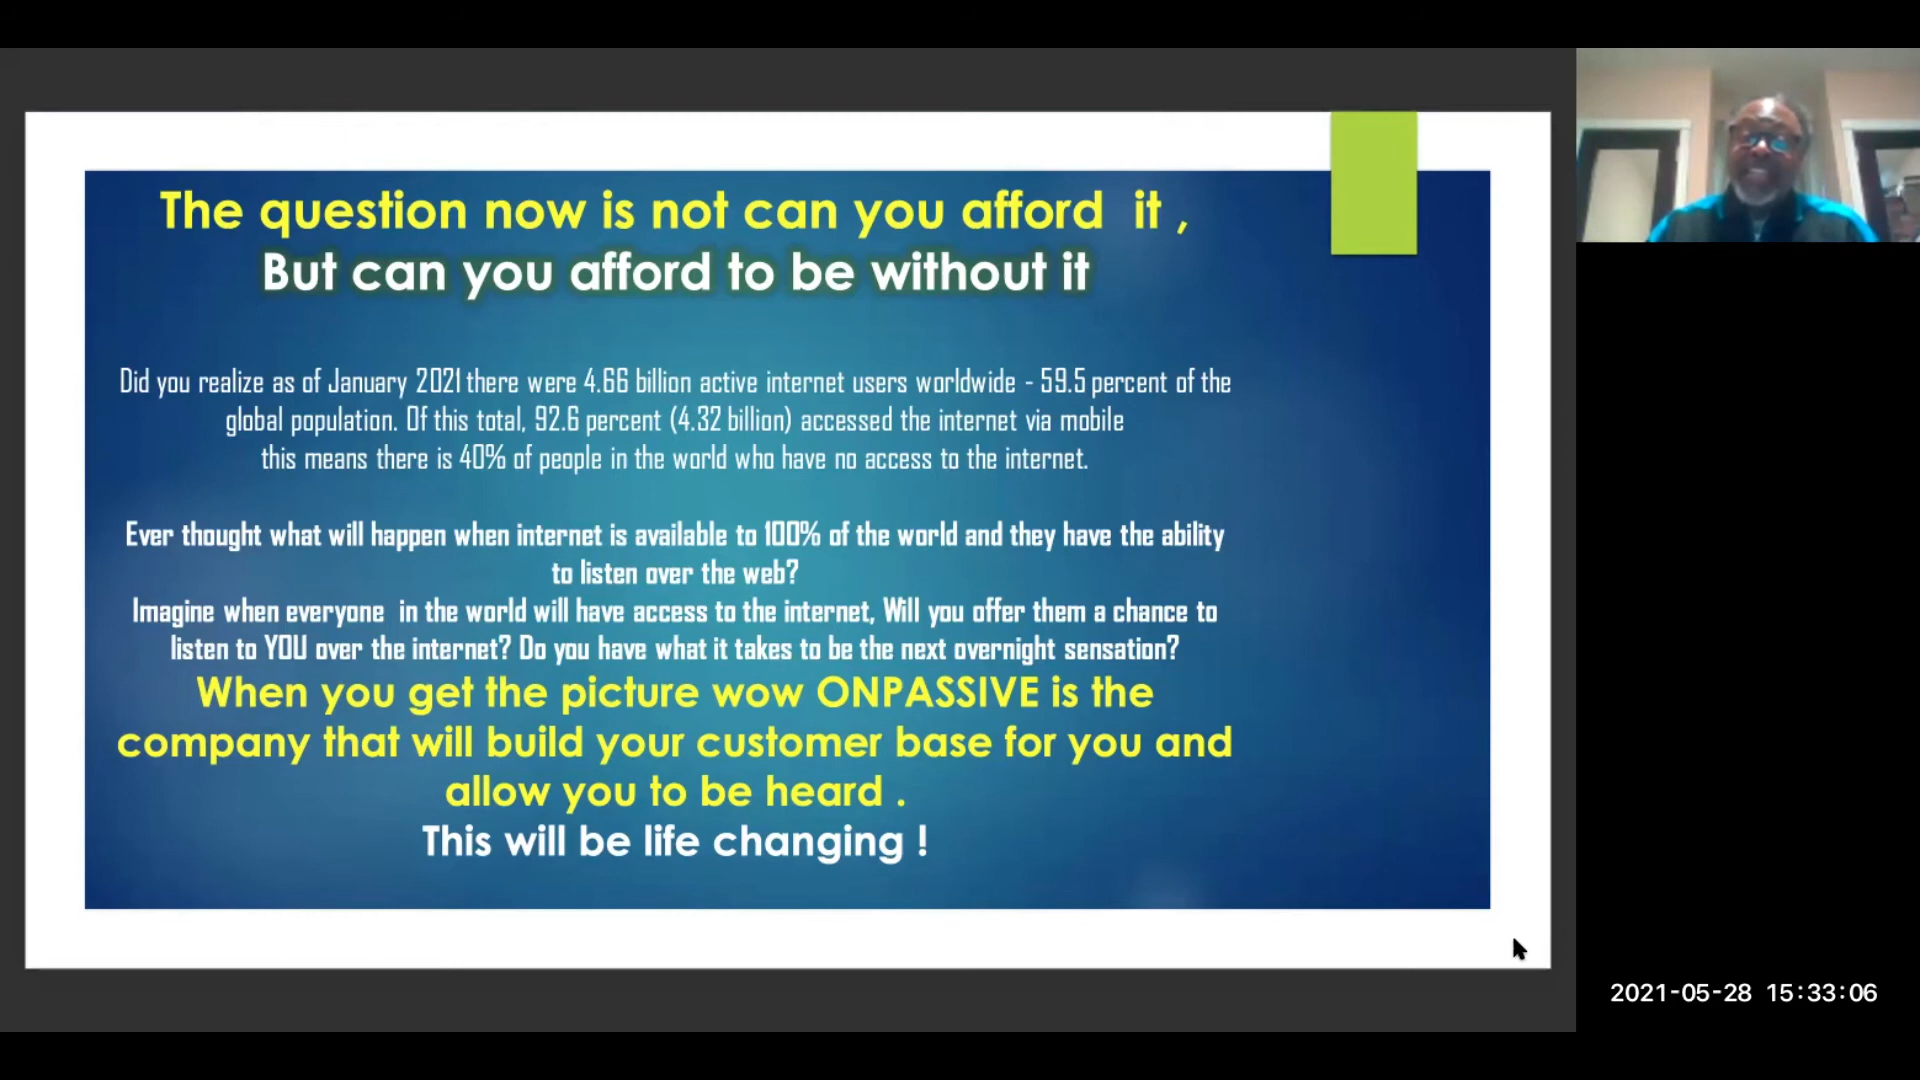 The question now is not can you afford it ,
But can you afford to be without it
Did you realize as of January 2021 there were 4.66 billion active internet users worldwide - 59.5 percent of the
global population. Of this total, 92.6 percent (4.32 billion) accessed the internet via mobile
this means there is 40% of people in the world who have no access to the internet.
Ever thought what will happen when internet is available to 100% of the world and they have the ability
to listen over the web?
Imagine when everyone in the world will have access to the internet, Will you offer them a chance to
listen to YOU over the internet? Do you have what it takes to be the next overnight sensation?
When you get the picture wow ONPASSIVE is the
company that will build your customer base for you and
allow you to be heard .
This will be life changing !
2021-05-28 15:33:06